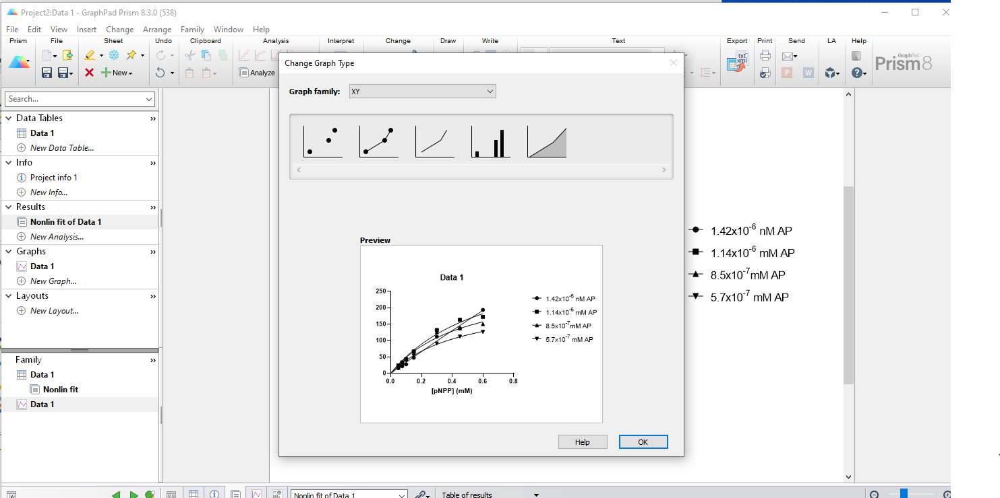 Project2:Data 1 - GraphPad Prism 8.3.0 (538)
File Edit View Insert Change Arrange Family Window Help
Prism File Sheet Undo Clipboard Analysis Interpret Change Draw Write Text Export Print Send LA Help
New
Analyze
txt
xml
P
W
GraphPad
Prism8
Search...
Data Tables
Data 1
New Data Table...
Info
Project info 1
New Info...
Results
Nonlin fit of Data 1
New Analysis...
Graphs
Data 1
New Graph...
Layouts
New Layout...
Family
Data 1
Nonlin fit
Data 1
Change Graph Type
Graph family: XY
Preview
Data 1
250
200
150
100
50
0
0.0 0.2 0.4 0.6 0.8
[pNPP] (mM)
1.42x10⁻⁶ nM AP
1.14x10⁻⁶ mM AP
8.5x10⁻⁷mM AP
5.7x10⁻⁷ mM AP
Help OK
1.42x10⁻⁶ nM AP
1.14x10⁻⁶ mM AP
8.5x10⁻⁷mM AP
5.7x10⁻⁷ mM AP
Nonlin fit of Data 1
Table of results